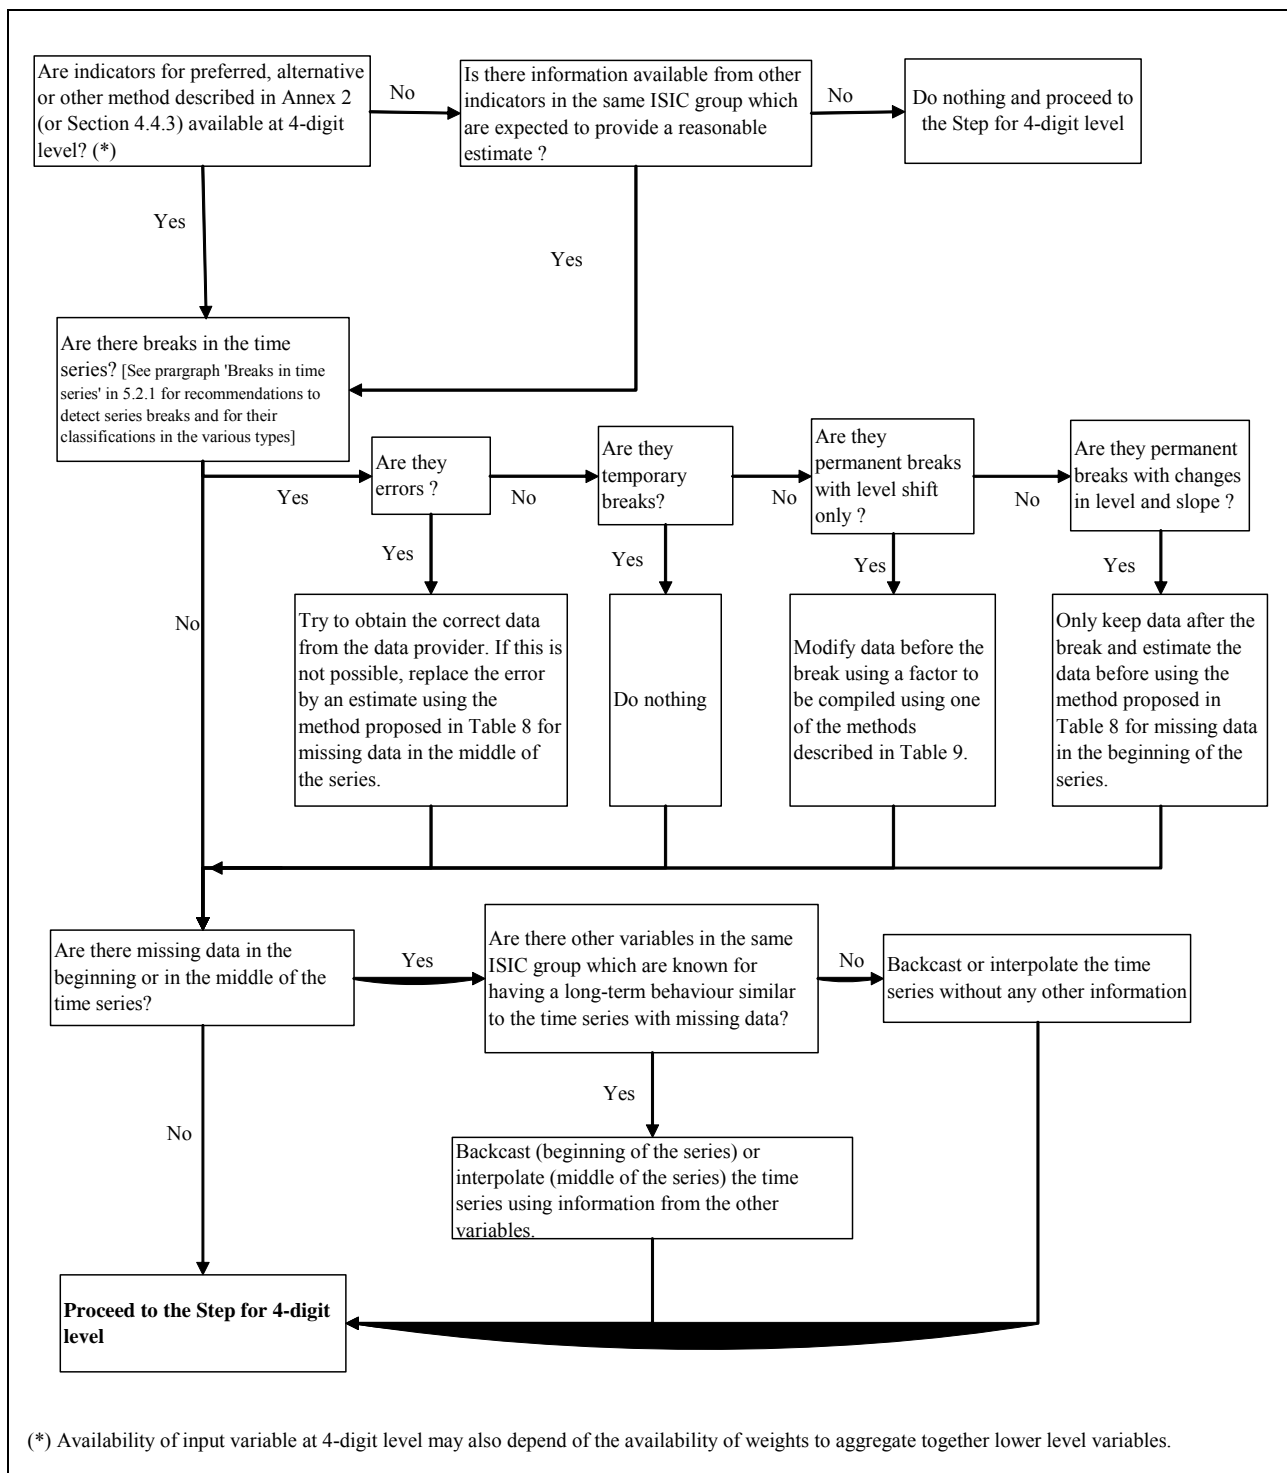 Are indicators for preferred, alternative
or other method described in Annex 2
(or Section 4.4.3) available at 4-digit
level? (*)
No
Is there information available from other
indicators in the same ISIC group which
are expected to provide a reasonable
estimate ?
No
Do nothing and proceed to
the Step for 4-digit level
Yes
Yes
Are there breaks in the time
series? [See prargraph 'Breaks in time
series' in 5.2.1 for recommendations to
detect series breaks and for their
classifications in the various types]
Yes
Are they
errors ?
No
Are they
temporary
breaks?
No
Are they
permanent breaks
with level shift
only ?
No
Are they permanent
breaks with changes
in level and slope ?
Yes
Yes
Yes
Yes
No
Try to obtain the correct data
from the data provider. If this is
not possible, replace the error
by an estimate using the
method proposed in Table 8 for
missing data in the middle of
the series.
Do nothing
Modify data before the
break using a factor to
be compiled using one
of the methods
described in Table 9.
Only keep data after the
break and estimate the
data before using the
method proposed in
Table 8 for missing data
in the beginning of the
series.
Are there missing data in the
beginning or in the middle of the
time series?
Yes
Are there other variables in the same
ISIC group which are known for
having a long-term behaviour similar
to the time series with missing data?
No
Backcast or interpolate the time
series without any other information
Yes
No
Backcast (beginning of the series) or
interpolate (middle of the series) the time
series using information from the other
variables.
Proceed to the Step for 4-digit
level
(*) Availability of input variable at 4-digit level may also depend of the availability of weights to aggregate together lower level variables.